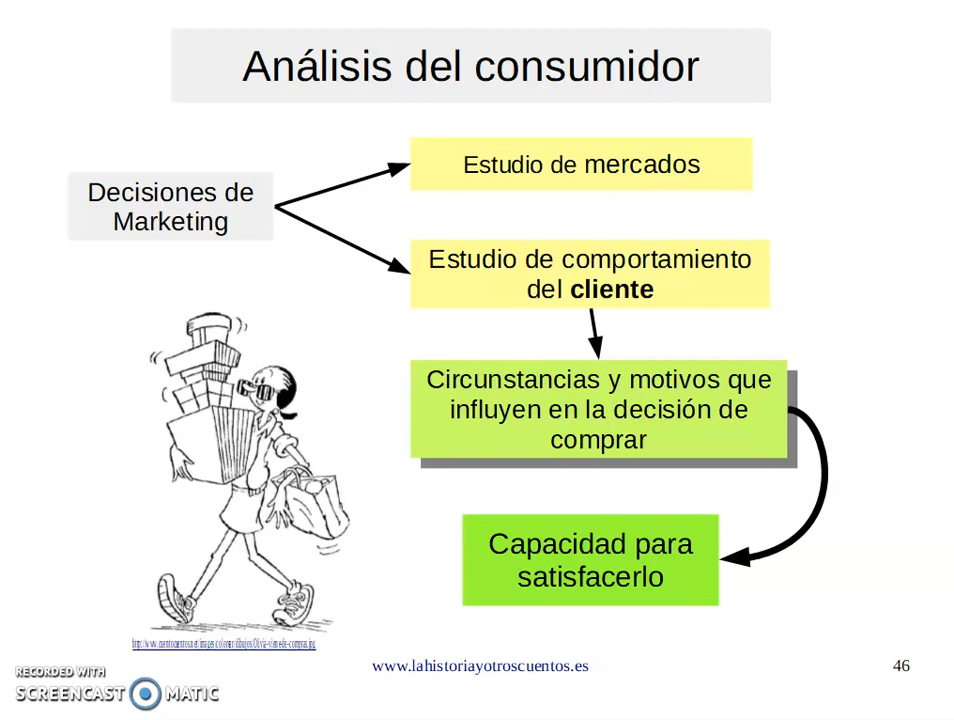 Análisis del consumidor
Estudio de mercados
Decisiones de
Marketing
Estudio de comportamiento
del cliente
Circunstancias y motivos que
influyen en la decisión de
comprar
Capacidad para
satisfacerlo
www.lahistoriayotroscuentos.es
46
RECORDED WITH
SCREENCAST MATIC